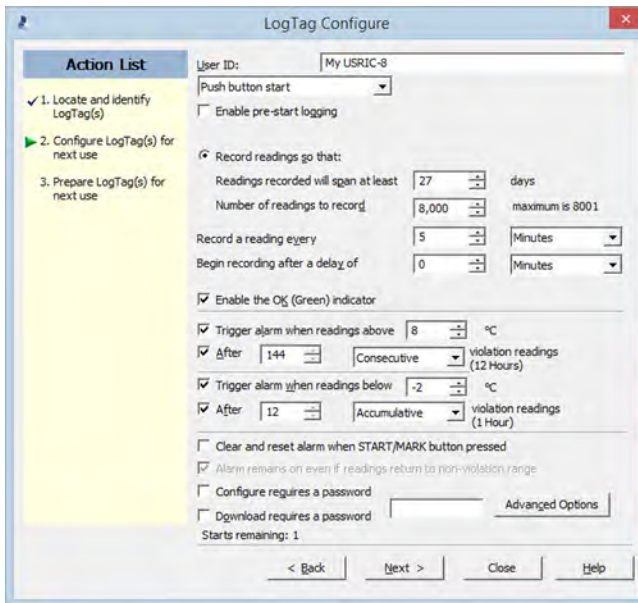 LogTag Configure
Action List
1. Locate and identify
LogTag(s)
2. Configure LogTag(s) for
next use
3. Prepare LogTag(s) for
next use
User ID: My USRIC-8
Push button start
Enable pre-start logging
Record readings so that:
Readings recorded will span at least 27 days
Number of readings to record 8,000 maximum is 8001
Record a reading every 5 Minutes
Begin recording after a delay of 0 Minutes
Enable the OK (Green) indicator
Trigger alarm when readings above 8 °C
After 144 Consecutive violation readings
(12 Hours)
Trigger alarm when readings below -2 °C
After 12 Accumulative violation readings
(1 Hour)
Clear and reset alarm when START/MARK button pressed
Alarm remains on even if readings return to non-violation range
Configure requires a password
Download requires a password
Advanced Options
Starts remaining: 1
< Back Next > Close Help